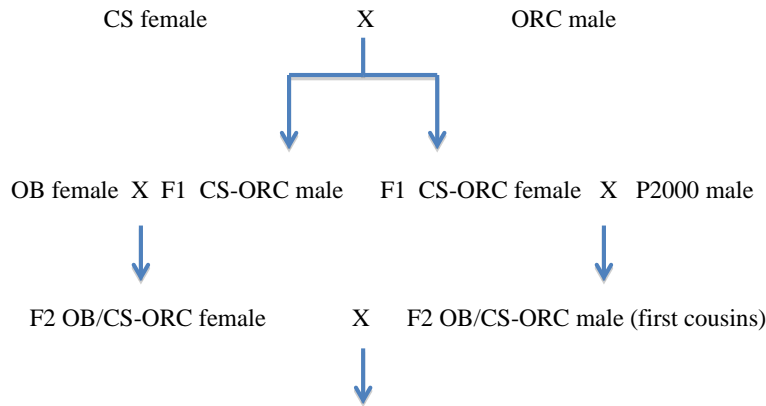 CS female X ORC male
OB female X F1 CS-ORC male F1 CS-ORC female X P2000 male
F2 OB/CS-ORC female X F2 OB/CS-ORC male (first cousins)